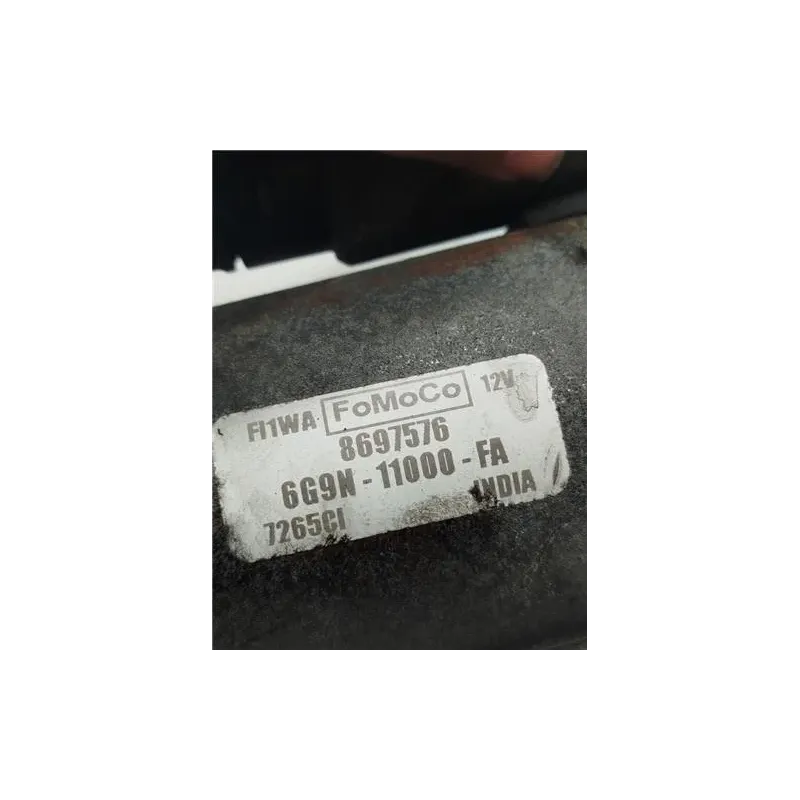 FI1WA FoMoCo 12V
8697576
6G9N-11000-FA
7265CI INDIA